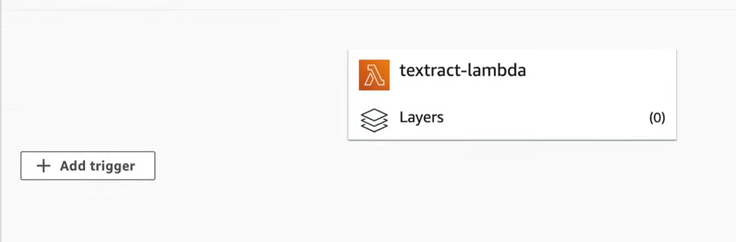 textract-lambda
Layers (0)
Add trigger